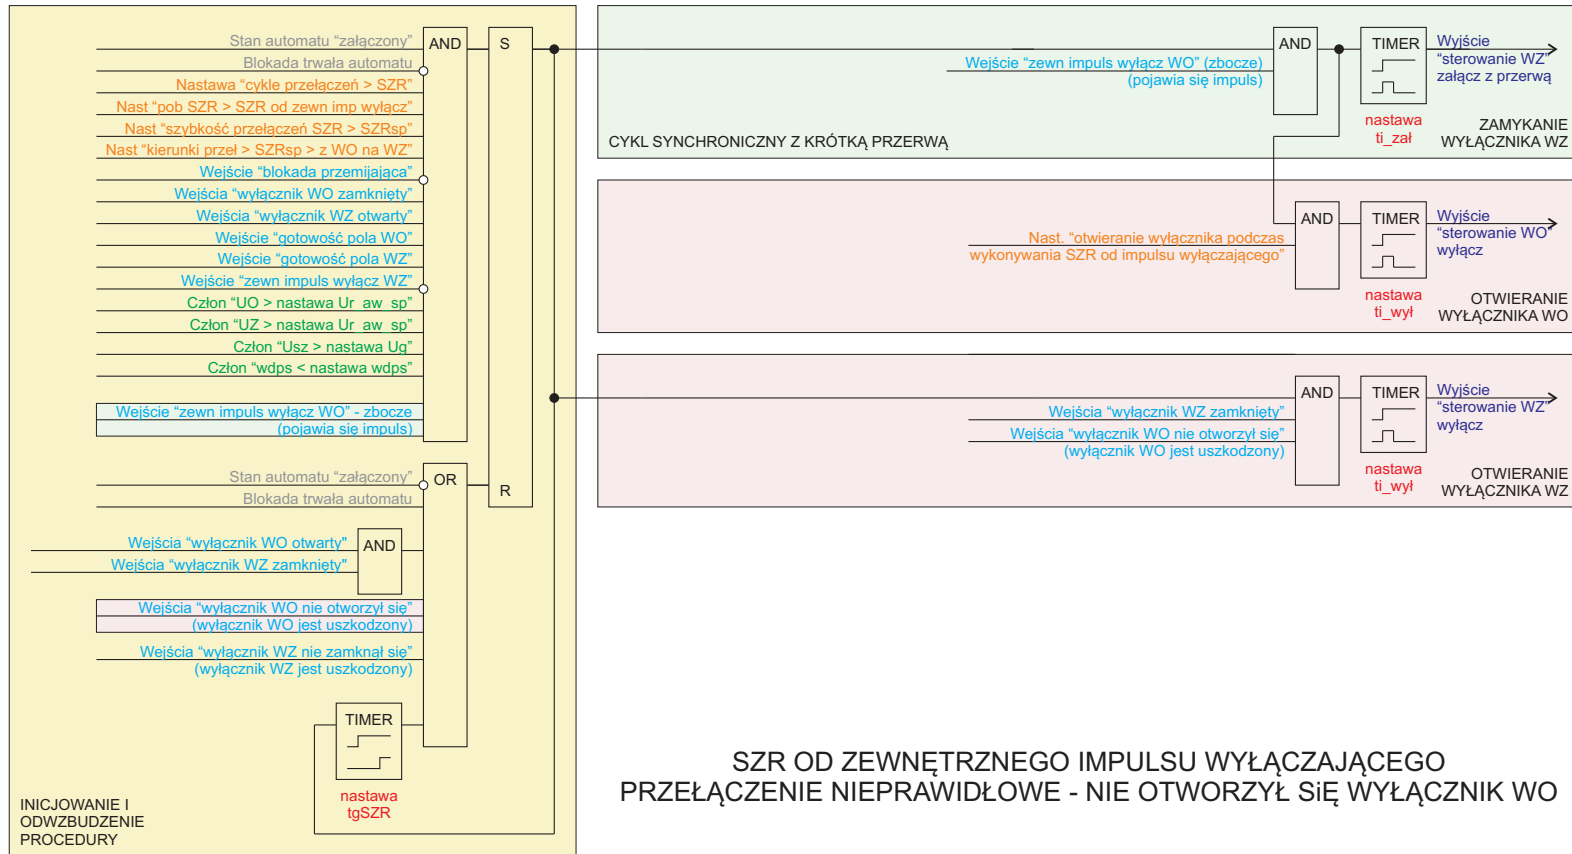 Stan automatu “załączony”
Blokada trwała automatu
Nastawa “cykle przełączeń > SZR”
Nast “pob SZR > SZR od zewn imp wyłącz”
Nast “szybkość przełączeń SZR > SZRsp”
Nast “kierunki przeł > SZRsp > z WO na WZ”
Wejście “blokada przemijająca”
Wejścia “wyłącznik WO zamknięty”
Wejścia “wyłącznik WZ otwarty”
Wejście “gotowość pola WO”
Wejście “gotowość pola WZ”
Wejście “zewn impuls wyłącz WZ”
Człon “UO > nastawa Ur_aw_sp”
Człon “UZ > nastawa Ur_aw_sp”
Człon “Usz > nastawa Ug”
Człon “wdps < nastawa wdps”
Wejście “zewn impuls wyłącz WO” - zbocze
(pojawia się impuls)
AND
S
Stan automatu “załączony”
Blokada trwała automatu
OR
R
Wejścia “wyłącznik WO otwarty"
Wejścia “wyłącznik WZ zamknięty"
AND
Wejścia “wyłącznik WO nie otworzył się”
(wyłącznik WO jest uszkodzony)
Wejścia “wyłącznik WZ nie zamknął się”
(wyłącznik WZ jest uszkodzony)
TIMER
nastawa
tgSZR
INICJOWANIE I
ODWZBUDZENIE
PROCEDURY
Wejście “zewn impuls wyłącz WO” (zbocze)
(pojawia się impuls)
AND
TIMER
nastawa
ti_zał
Wyjście
“sterowanie WZ”
załącz z przerwą
CYKL SYNCHRONICZNY Z KRÓTKĄ PRZERWĄ
ZAMYKANIE
WYŁĄCZNIKA WZ
Nast. “otwieranie wyłącznika podczas
wykonywania SZR od impulsu wyłączającego”
AND
TIMER
nastawa
ti_wył
Wyjście
“sterowanie WO”
wyłącz
OTWIERANIE
WYŁĄCZNIKA WO
Wejścia “wyłącznik WZ zamknięty”
Wejścia “wyłącznik WO nie otworzył się”
(wyłącznik WO jest uszkodzony)
AND
TIMER
nastawa
ti_wył
Wyjście
“sterowanie WZ”
wyłącz
OTWIERANIE
WYŁĄCZNIKA WZ
SZR OD ZEWNĘTRZNEGO IMPULSU WYŁĄCZAJĄCEGO
PRZEŁĄCZENIE NIEPRAWIDŁOWE - NIE OTWORZYŁ SiĘ WYŁĄCZNIK WO